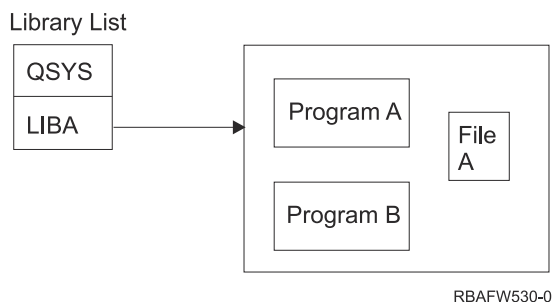 Library List
QSYS
LIBA
Program A
File
A
Program B
RBAFW530-0